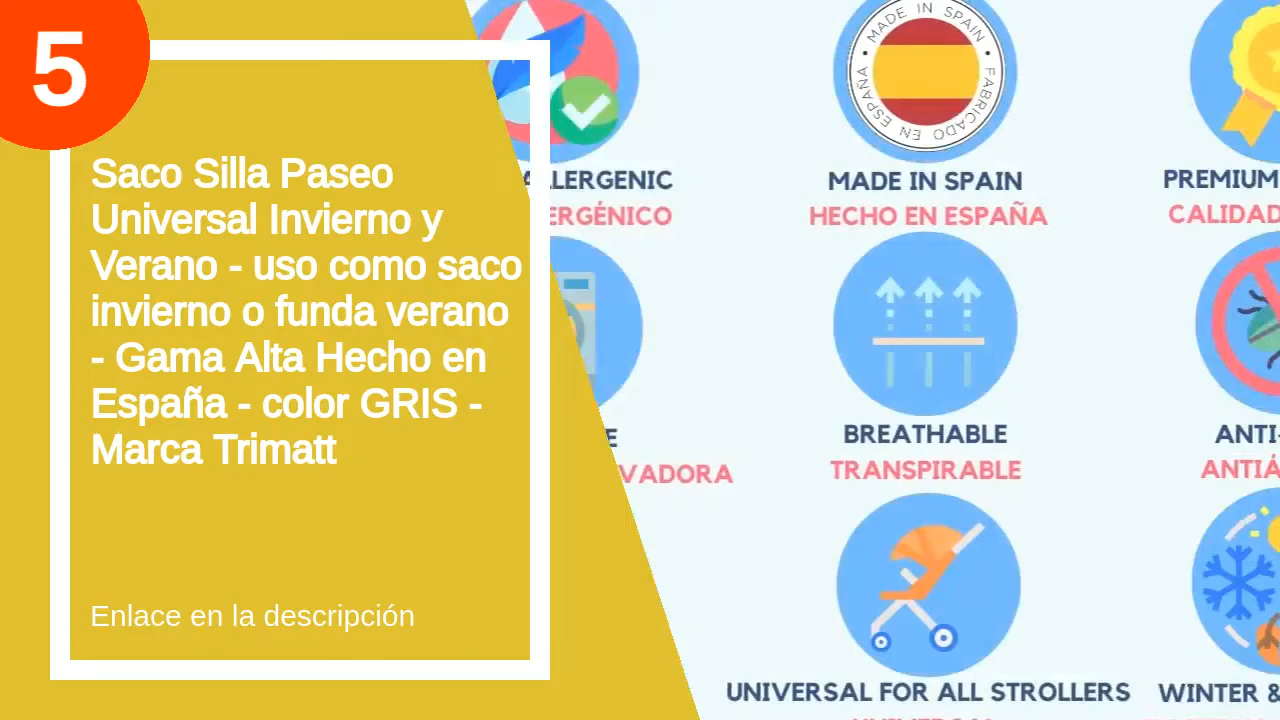 5
Saco Silla Paseo
Universal Invierno y
Verano - uso como saco
invierno o funda verano
- Gama Alta Hecho en
España - color GRIS -
Marca Trimatt
Enlace en la descripción
ALLERGENIC
ERGÉNICO
MADE IN SPAIN • FABRICADO EN ESPAÑA •
MADE IN SPAIN
HECHO EN ESPAÑA
PREMIUM
CALIDAD
E
VADORA
BREATHABLE
TRANSPIRABLE
ANTI-
ANTIÁ
UNIVERSAL FOR ALL STROLLERS
WINTER &